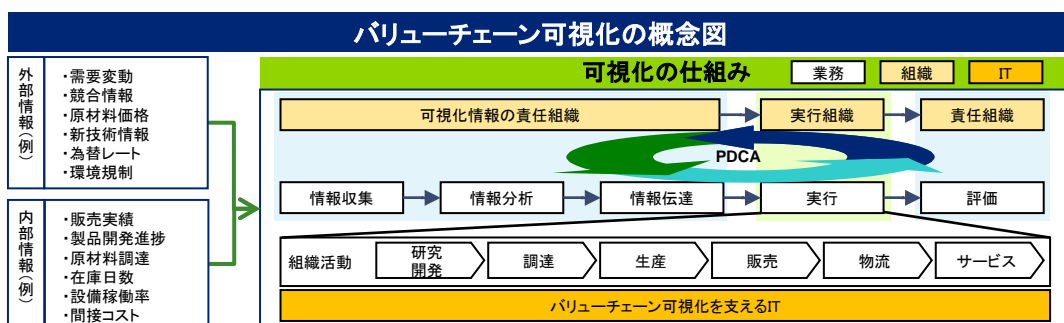 バリューチェーン可視化の概念図
可視化の仕組み
業務
組織
IT
外部情報(例)
・需要変動
・競合情報
・原材料価格
・新技術情報
・為替レート
・環境規制
内部情報(例)
・販売実績
・製品開発進捗
・原材料調達
・在庫日数
・設備稼働率
・間接コスト
可視化情報の責任組織
実行組織
責任組織
PDCA
情報収集
情報分析
情報伝達
実行
評価
組織活動
研究
開発
調達
生産
販売
物流
サービス
バリューチェーン可視化を支えるIT